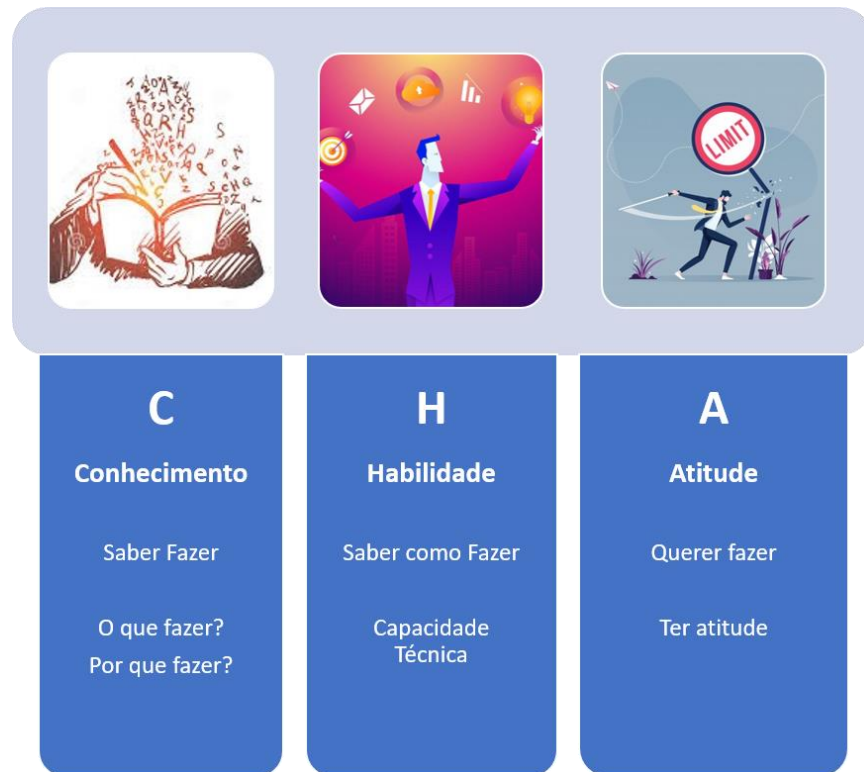 LIMIT
C
Conhecimento
Saber Fazer
O que fazer?
Por que fazer?
H
Habilidade
Saber como Fazer
Capacidade
Técnica
A
Atitude
Querer fazer
Ter atitude